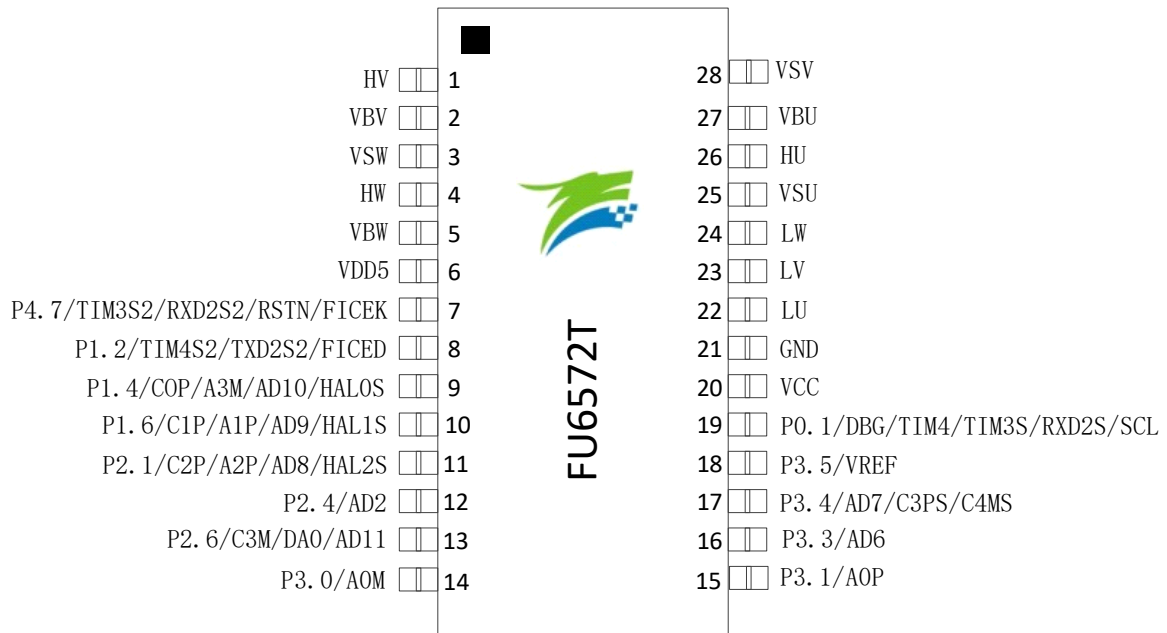 HV 1
VBV 2
VSW 3
HW 4
VBW 5
VDD5 6
P4.7/TIM3S2/RXD2S2/RSTN/FICEK 7
P1.2/TIM4S2/TXD2S2/FICED 8
P1.4/C0P/A3M/AD10/HAL0S 9
P1.6/C1P/A1P/AD9/HAL1S 10
P2.1/C2P/A2P/AD8/HAL2S 11
P2.4/AD2 12
P2.6/C3M/DA0/AD11 13
P3.0/A0M 14
FU6572T
28 VSV
27 VBU
26 HU
25 VSU
24 LW
23 LV
22 LU
21 GND
20 VCC
19 P0.1/DBG/TIM4/TIM3S/RXD2S/SCL
18 P3.5/VREF
17 P3.4/AD7/C3PS/C4MS
16 P3.3/AD6
15 P3.1/A0P